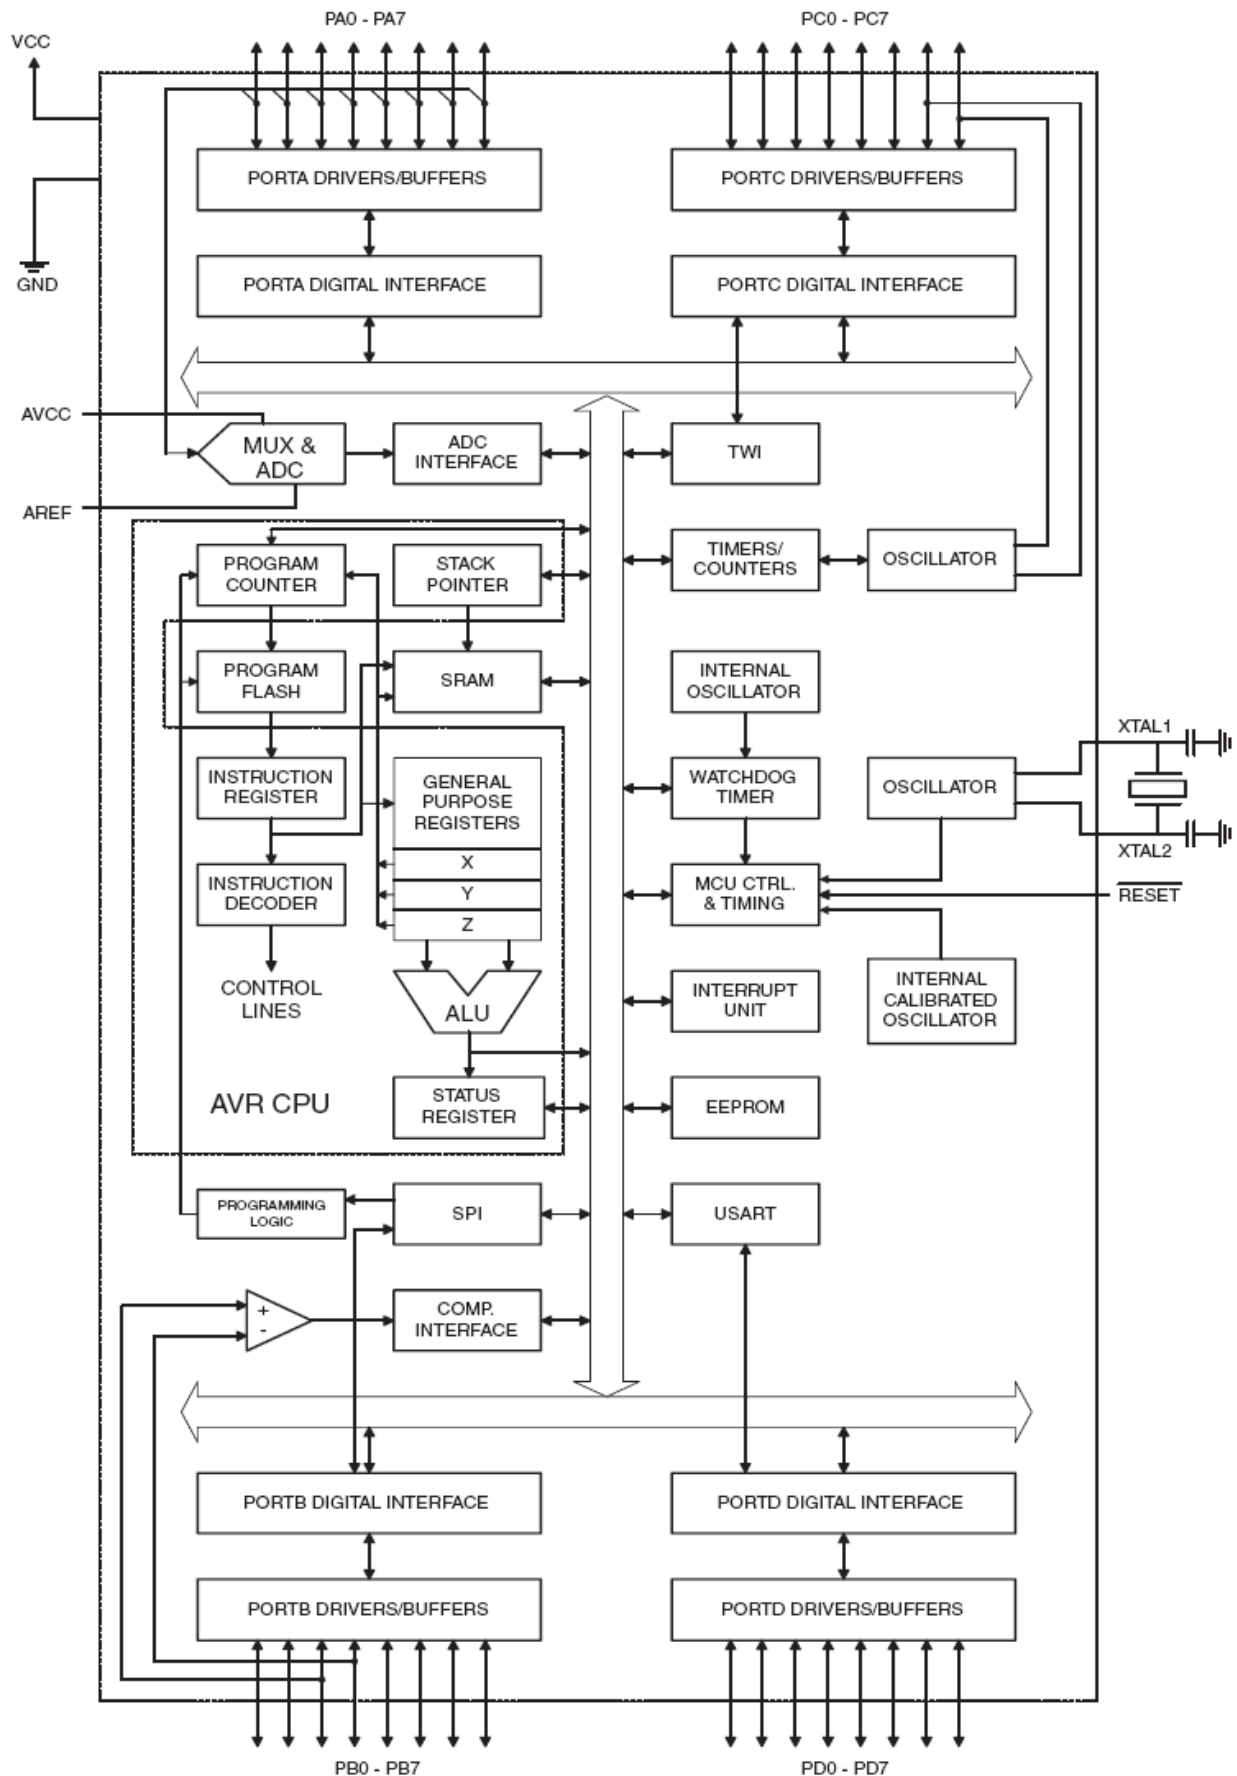 PA0 - PA7
PC0 - PC7
VCC
PORTA DRIVERS/BUFFERS
PORTC DRIVERS/BUFFERS
GND
PORTA DIGITAL INTERFACE
PORTC DIGITAL INTERFACE
AVCC
MUX &
ADC
ADC
INTERFACE
TWI
AREF
PROGRAM
COUNTER
STACK
POINTER
TIMERS/
COUNTERS
OSCILLATOR
PROGRAM
FLASH
SRAM
INTERNAL
OSCILLATOR
XTAL1
INSTRUCTION
REGISTER
GENERAL
PURPOSE
REGISTERS
WATCHDOG
TIMER
OSCILLATOR
XTAL2
X
INSTRUCTION
DECODER
Y
Z
MCU CTRL.
& TIMING
RESET
CONTROL
LINES
ALU
INTERRUPT
UNIT
INTERNAL
CALIBRATED
OSCILLATOR
AVR CPU
STATUS
REGISTER
EEPROM
PROGRAMMING
LOGIC
SPI
USART
+
-
COMP.
INTERFACE
PORTB DIGITAL INTERFACE
PORTD DIGITAL INTERFACE
PORTB DRIVERS/BUFFERS
PORTD DRIVERS/BUFFERS
PB0 - PB7
PD0 - PD7